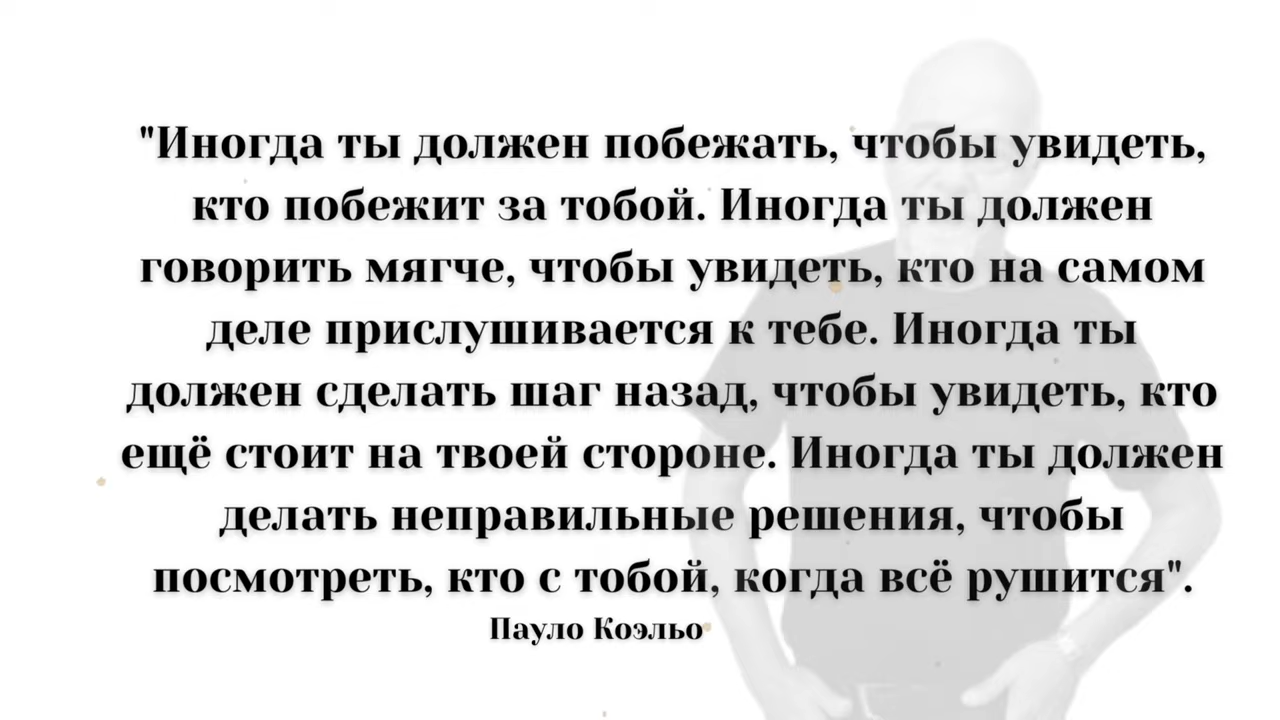 "Иногда ты должен побежать, чтобы увидеть,
кто побежит за тобой. Иногда ты должен
говорить мягче, чтобы увидеть, кто на самом
деле прислушивается к тебе. Иногда ты
должен сделать шаг назад, чтобы увидеть, кто
ещё стоит на твоей стороне. Иногда ты должен
делать неправильные решения, чтобы
посмотреть, кто с тобой, когда всё рушится".
Пауло Коэльо